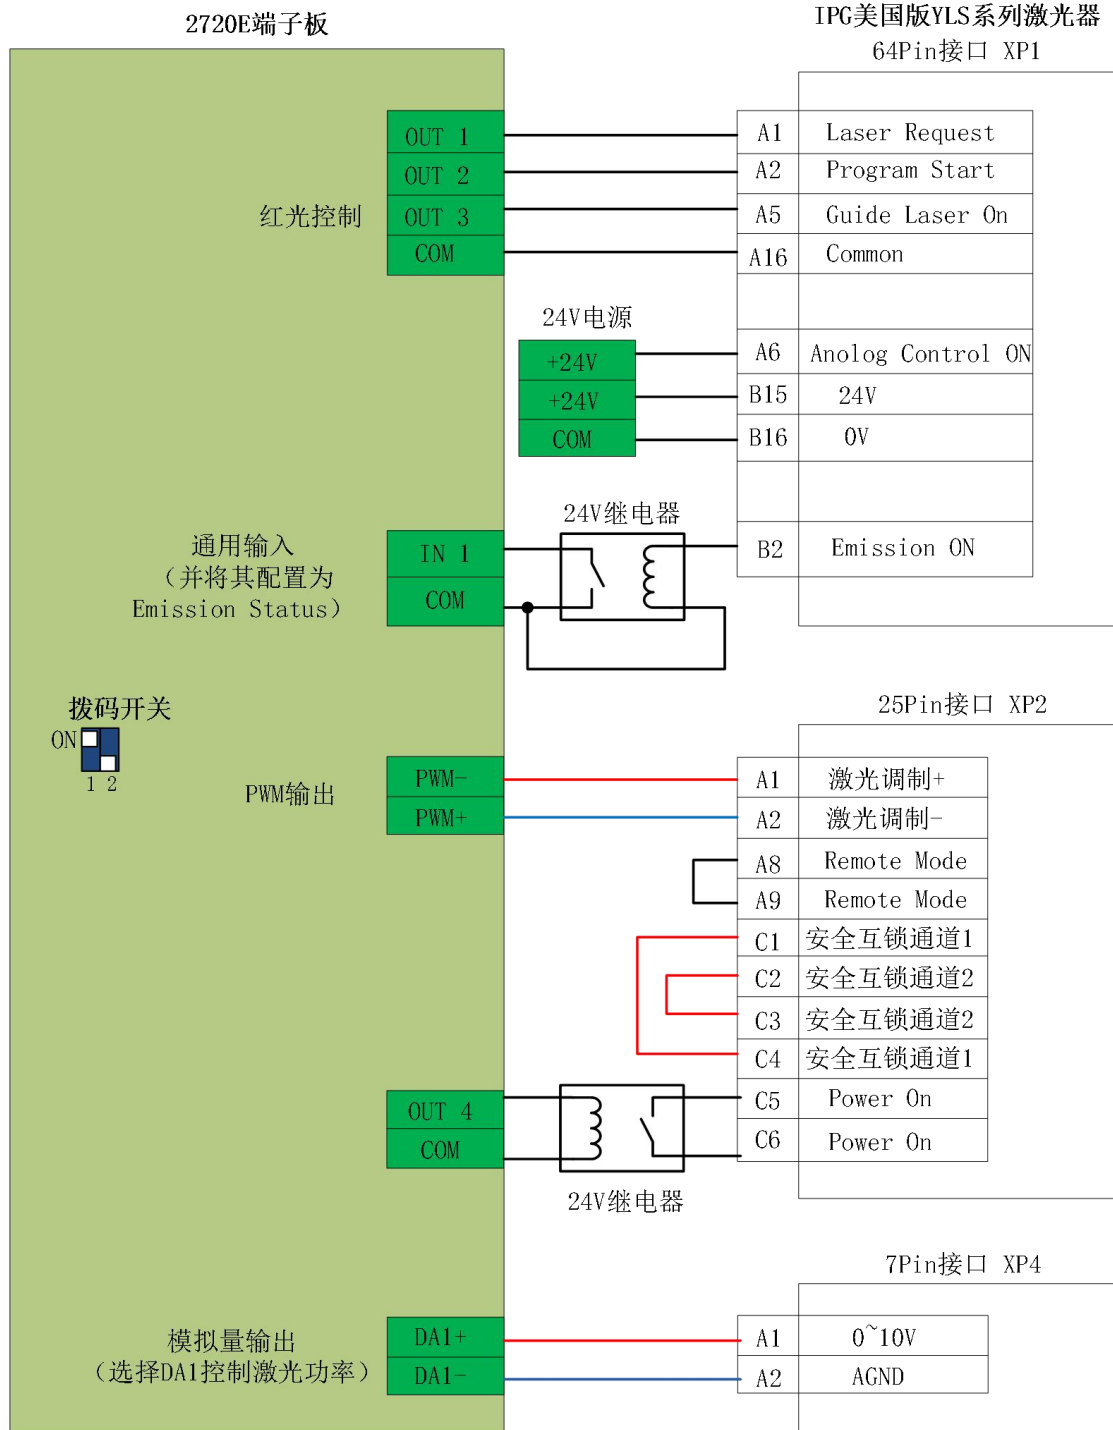 2720E端子板
IPG美国版YLS系列激光器
64Pin接口 XP1
OUT 1
A1 Laser Request
OUT 2
A2 Program Start
红光控制
OUT 3
A5 Guide Laser On
COM
A16 Common
24V电源
+24V
A6 Anolog Control ON
+24V
B15 24V
COM
B16 0V
24V继电器
通用输入
（并将其配置为
Emission Status）
IN 1
COM
B2 Emission ON
拨码开关
ON
1 2
25Pin接口 XP2
PWM输出
PWM-
A1 激光调制+
PWM+
A2 激光调制-
A8 Remote Mode
A9 Remote Mode
C1 安全互锁通道1
C2 安全互锁通道2
C3 安全互锁通道2
C4 安全互锁通道1
OUT 4
C5 Power On
COM
C6 Power On
24V继电器
7Pin接口 XP4
模拟量输出
（选择DA1控制激光功率）
DA1+
A1 0~10V
DA1-
A2 AGND